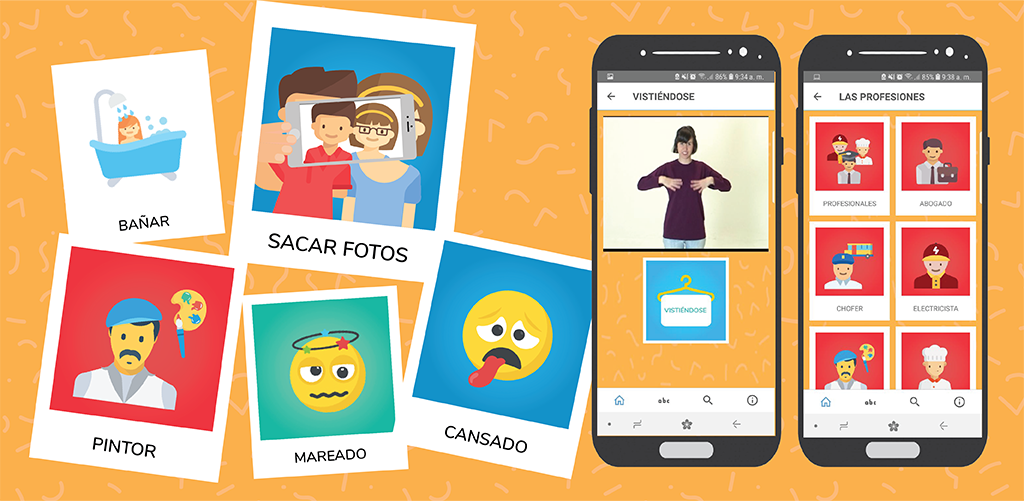 BAÑAR
SACAR FOTOS
PINTOR
MAREADO
CANSADO
86% 9:34 a. m.
VISTIÉNDOSE
VISTIÉNDOSE
abc
85% 9:38 a. m.
LAS PROFESIONES
PROFESIONALES
ABOGADO
CHOFER
ELECTRICISTA
abc